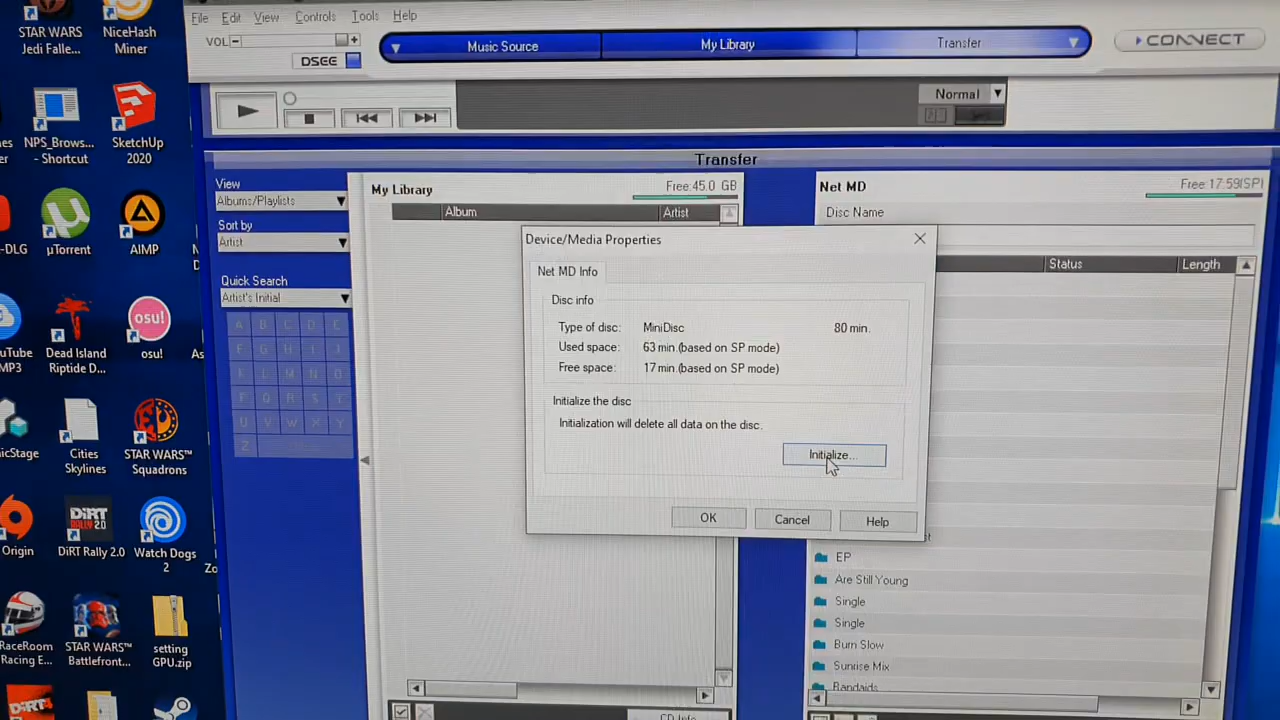 STAR WARS
Jedi Falle...
NiceHash
Miner
NPS_Brows...
- Shortcut
SketchUp
2020
-DLG
µTorrent
AIMP
MP3
Dead Island
Riptide D...
osu!
osu!
Cities
Skylines
STAR WARS™
Squadrons
Origin
DiRT
RALLY 2.0
DiRT Rally 2.0
Watch Dogs
2
RaceRoom
Racing E...
STAR WARS™
Battlefront...
setting
GPU.zip
File Edit View Controls Tools Help
VOL
DSEE
Music Source
My Library
Transfer
CONNECT
Normal
Transfer
View
Albums/Playlists
Sort by
Artist
Quick Search
Artist's Initial
A B C D E
F G H I J
K L M N O
P Q R S T
U V W X Y
Z
My Library
Free:45.0 GB
Album
Artist
CD Info
Net MD
Free:17:59(SP)
Disc Name
Status
Length
EP
Are Still Young
Single
Single
Burn Slow
Sunrise Mix
Bandaids
Device/Media Properties
Net MD Info
Disc info
Type of disc: MiniDisc 80 min.
Used space: 63 min.(based on SP mode)
Free space: 17 min.(based on SP mode)
Initialize the disc
Initialization will delete all data on the disc.
Initialize...
OK
Cancel
Help